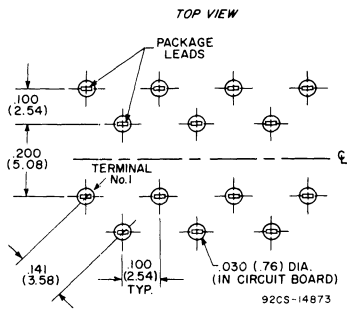 TOP VIEW
PACKAGE
LEADS
.100
(2.54)
.200
(5.08)
℄
TERMINAL
No.1
.141
(3.58)
.100
(2.54)
TYP.
.030 (.76) DIA.
(IN CIRCUIT BOARD)
92CS-14873